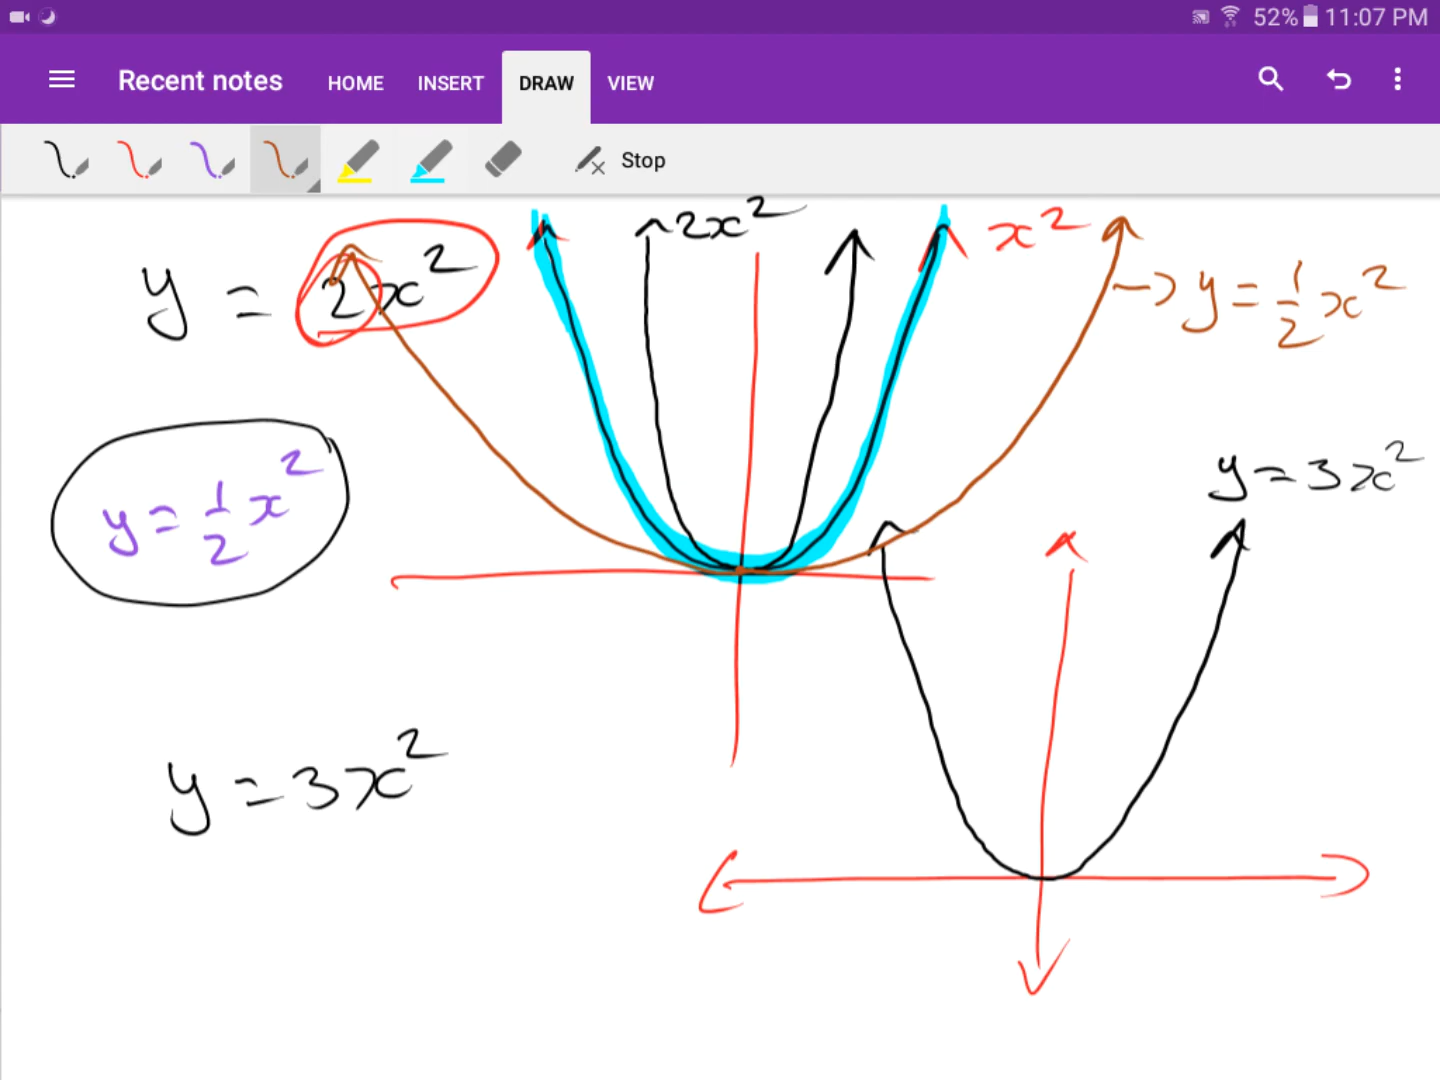 52% 11:07 PM
Recent notes HOME INSERT DRAW VIEW
Stop
y = 2x²
2x²
x²
→ y = ½x²
y = ½x²
y = 3x²
y = 3x²